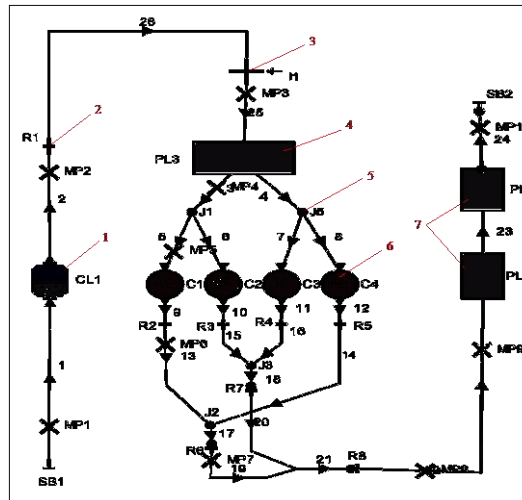 26
3
2
R1
MP2
2
1
CL1
1
MP1
SB1
H
MP3
25
4
PL3
3
MP4
4
5
J1
J5
5
MP5
6
7
8
6
C1
C2
C3
C4
9
10
11
12
R2
R3
R4
R5
MP6
13
15
16
14
J3
18
R7
J2
17
20
R6
MP7
19
21
R8
SB2
MP1
24
PL
7
23
PL